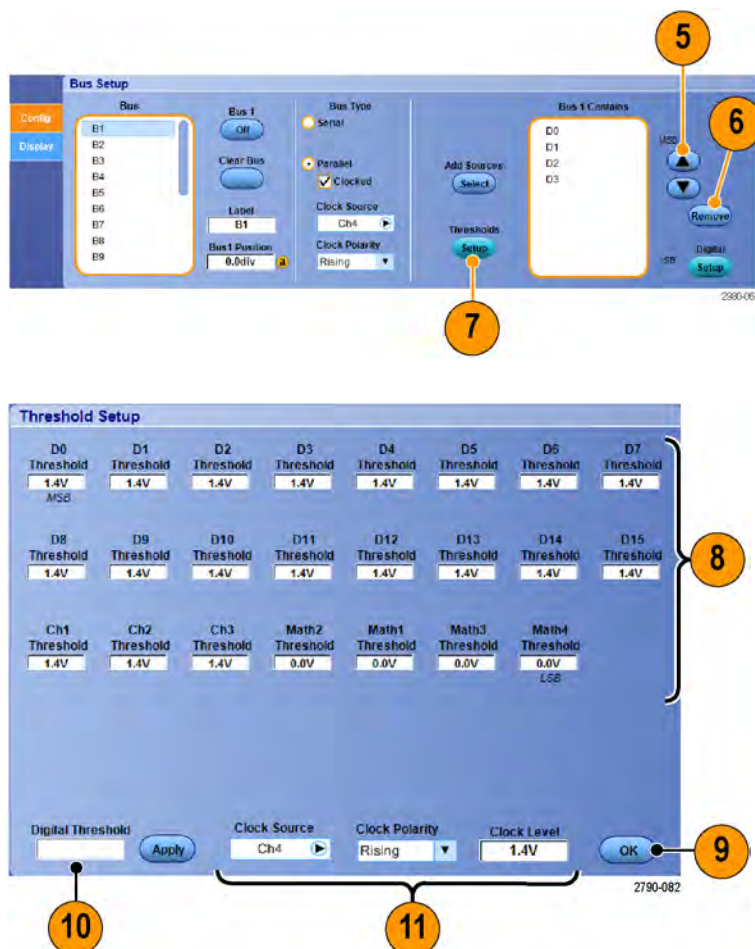 5
Bus Setup
Config
Display
Bus
B1
B2
B3
B4
B5
B6
B7
B8
B9
Bus 1
Off
Clear Bus
Label
B1
Bus1 Position
0.0div a
Bus Type
Serial
Parallel
Clocked
Clock Source
Ch4
Clock Polarity
Rising
Add Sources
Select
Thresholds
Setup
Bus 1 Contains
D0
D1
D2
D3
MSB
6
Remove
Digital
Setup
7
Threshold Setup
D0 D1 D2 D3 D4 D5 D6 D7
Threshold Threshold Threshold Threshold Threshold Threshold Threshold Threshold
1.4V 1.4V 1.4V 1.4V 1.4V 1.4V 1.4V 1.4V
MSB
D8 D9 D10 D11 D12 D13 D14 D15
Threshold Threshold Threshold Threshold Threshold Threshold Threshold Threshold
1.4V 1.4V 1.4V 1.4V 1.4V 1.4V 1.4V 1.4V
8
Ch1 Ch2 Ch3 Math2 Math1 Math3 Math4
Threshold Threshold Threshold Threshold Threshold Threshold Threshold
1.4V 1.4V 1.4V 0.0V 0.0V 0.0V 0.0V
LSB
Digital Threshold
Apply
Clock Source
Ch4
Clock Polarity
Rising
Clock Level
1.4V
OK
9
2790-082
10
11